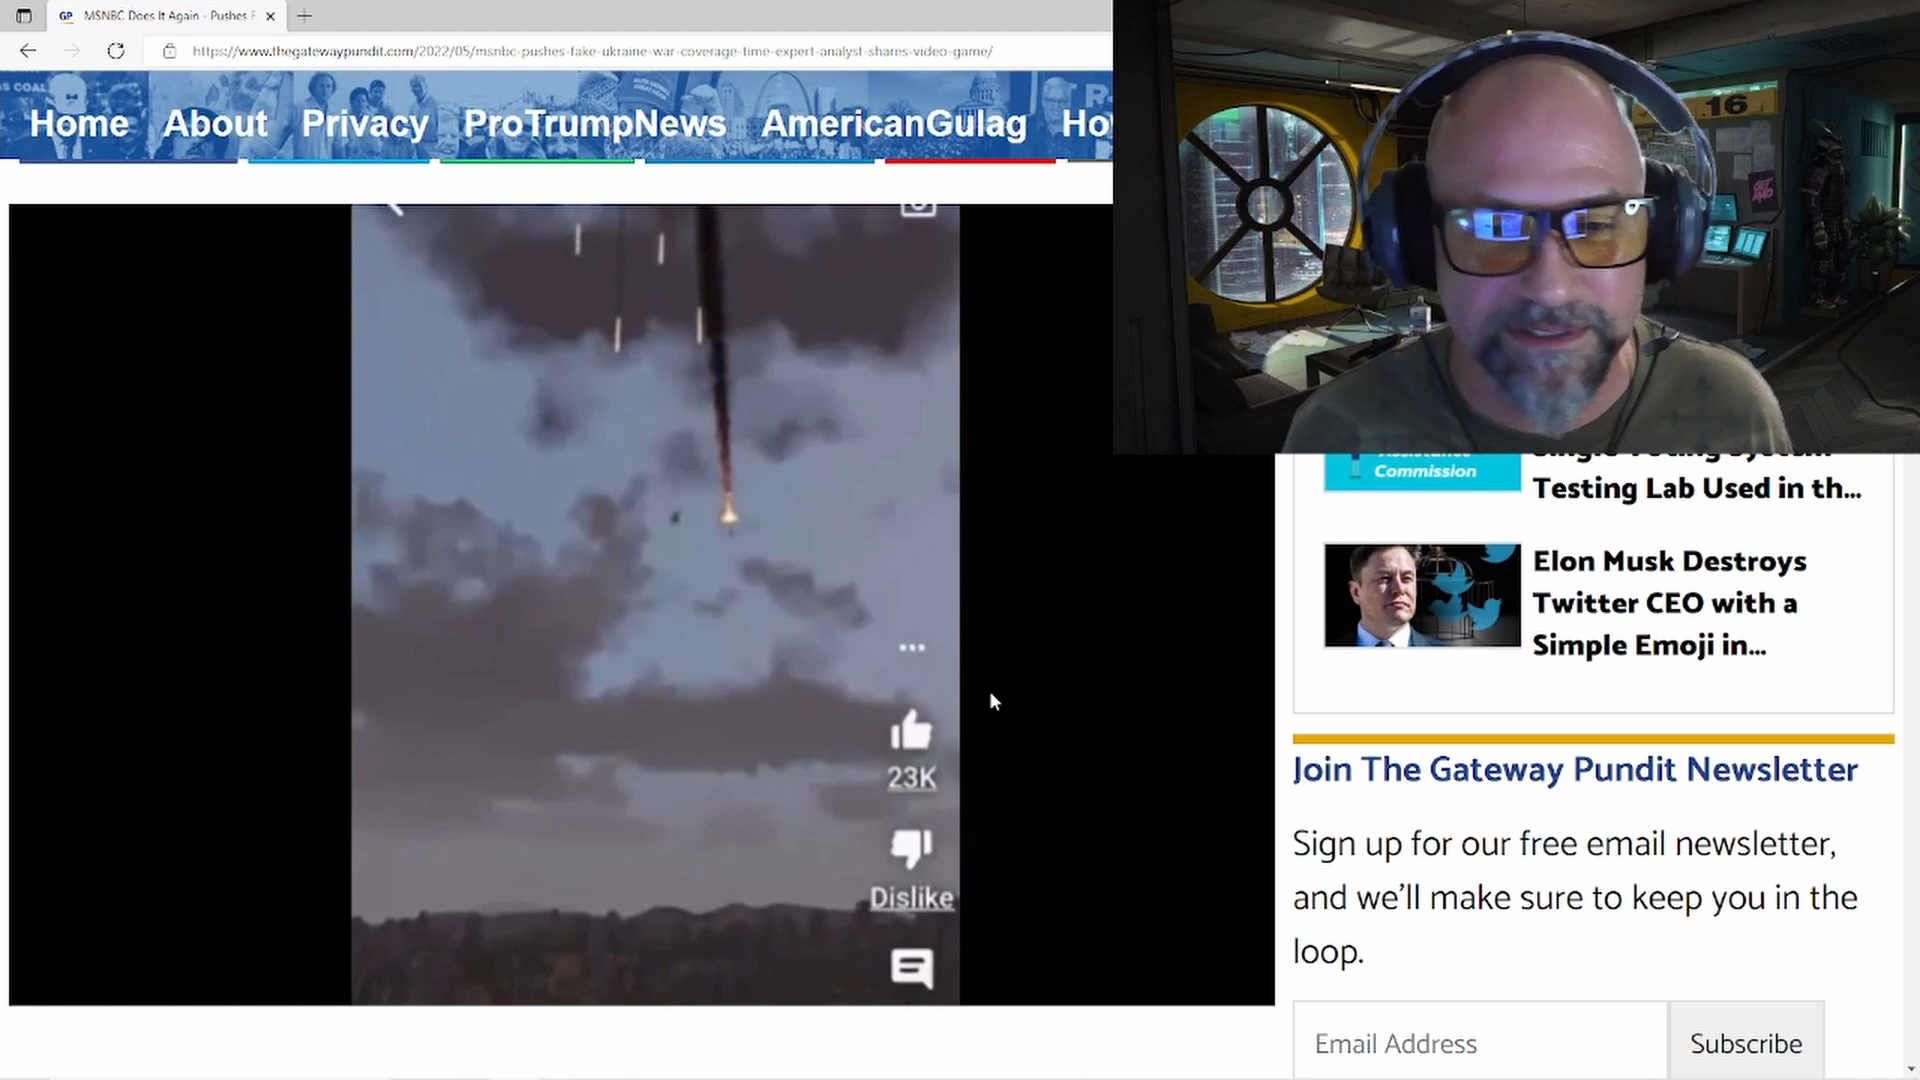 MSNBC Does It Again - Pushes F
https://www.thegatewaypundit.com/2022/05/msnbc-pushes-fake-ukraine-war-coverage-time-expert-analyst-shares-video-game/
Home About Privacy ProTrumpNews AmericanGulag Ho
16
Commission
Testing Lab Used in th...
Elon Musk Destroys
Twitter CEO with a
Simple Emoji in...
23K
Dislike
Join The Gateway Pundit Newsletter
Sign up for our free email newsletter,
and we'll make sure to keep you in the
loop.
Email Address
Subscribe